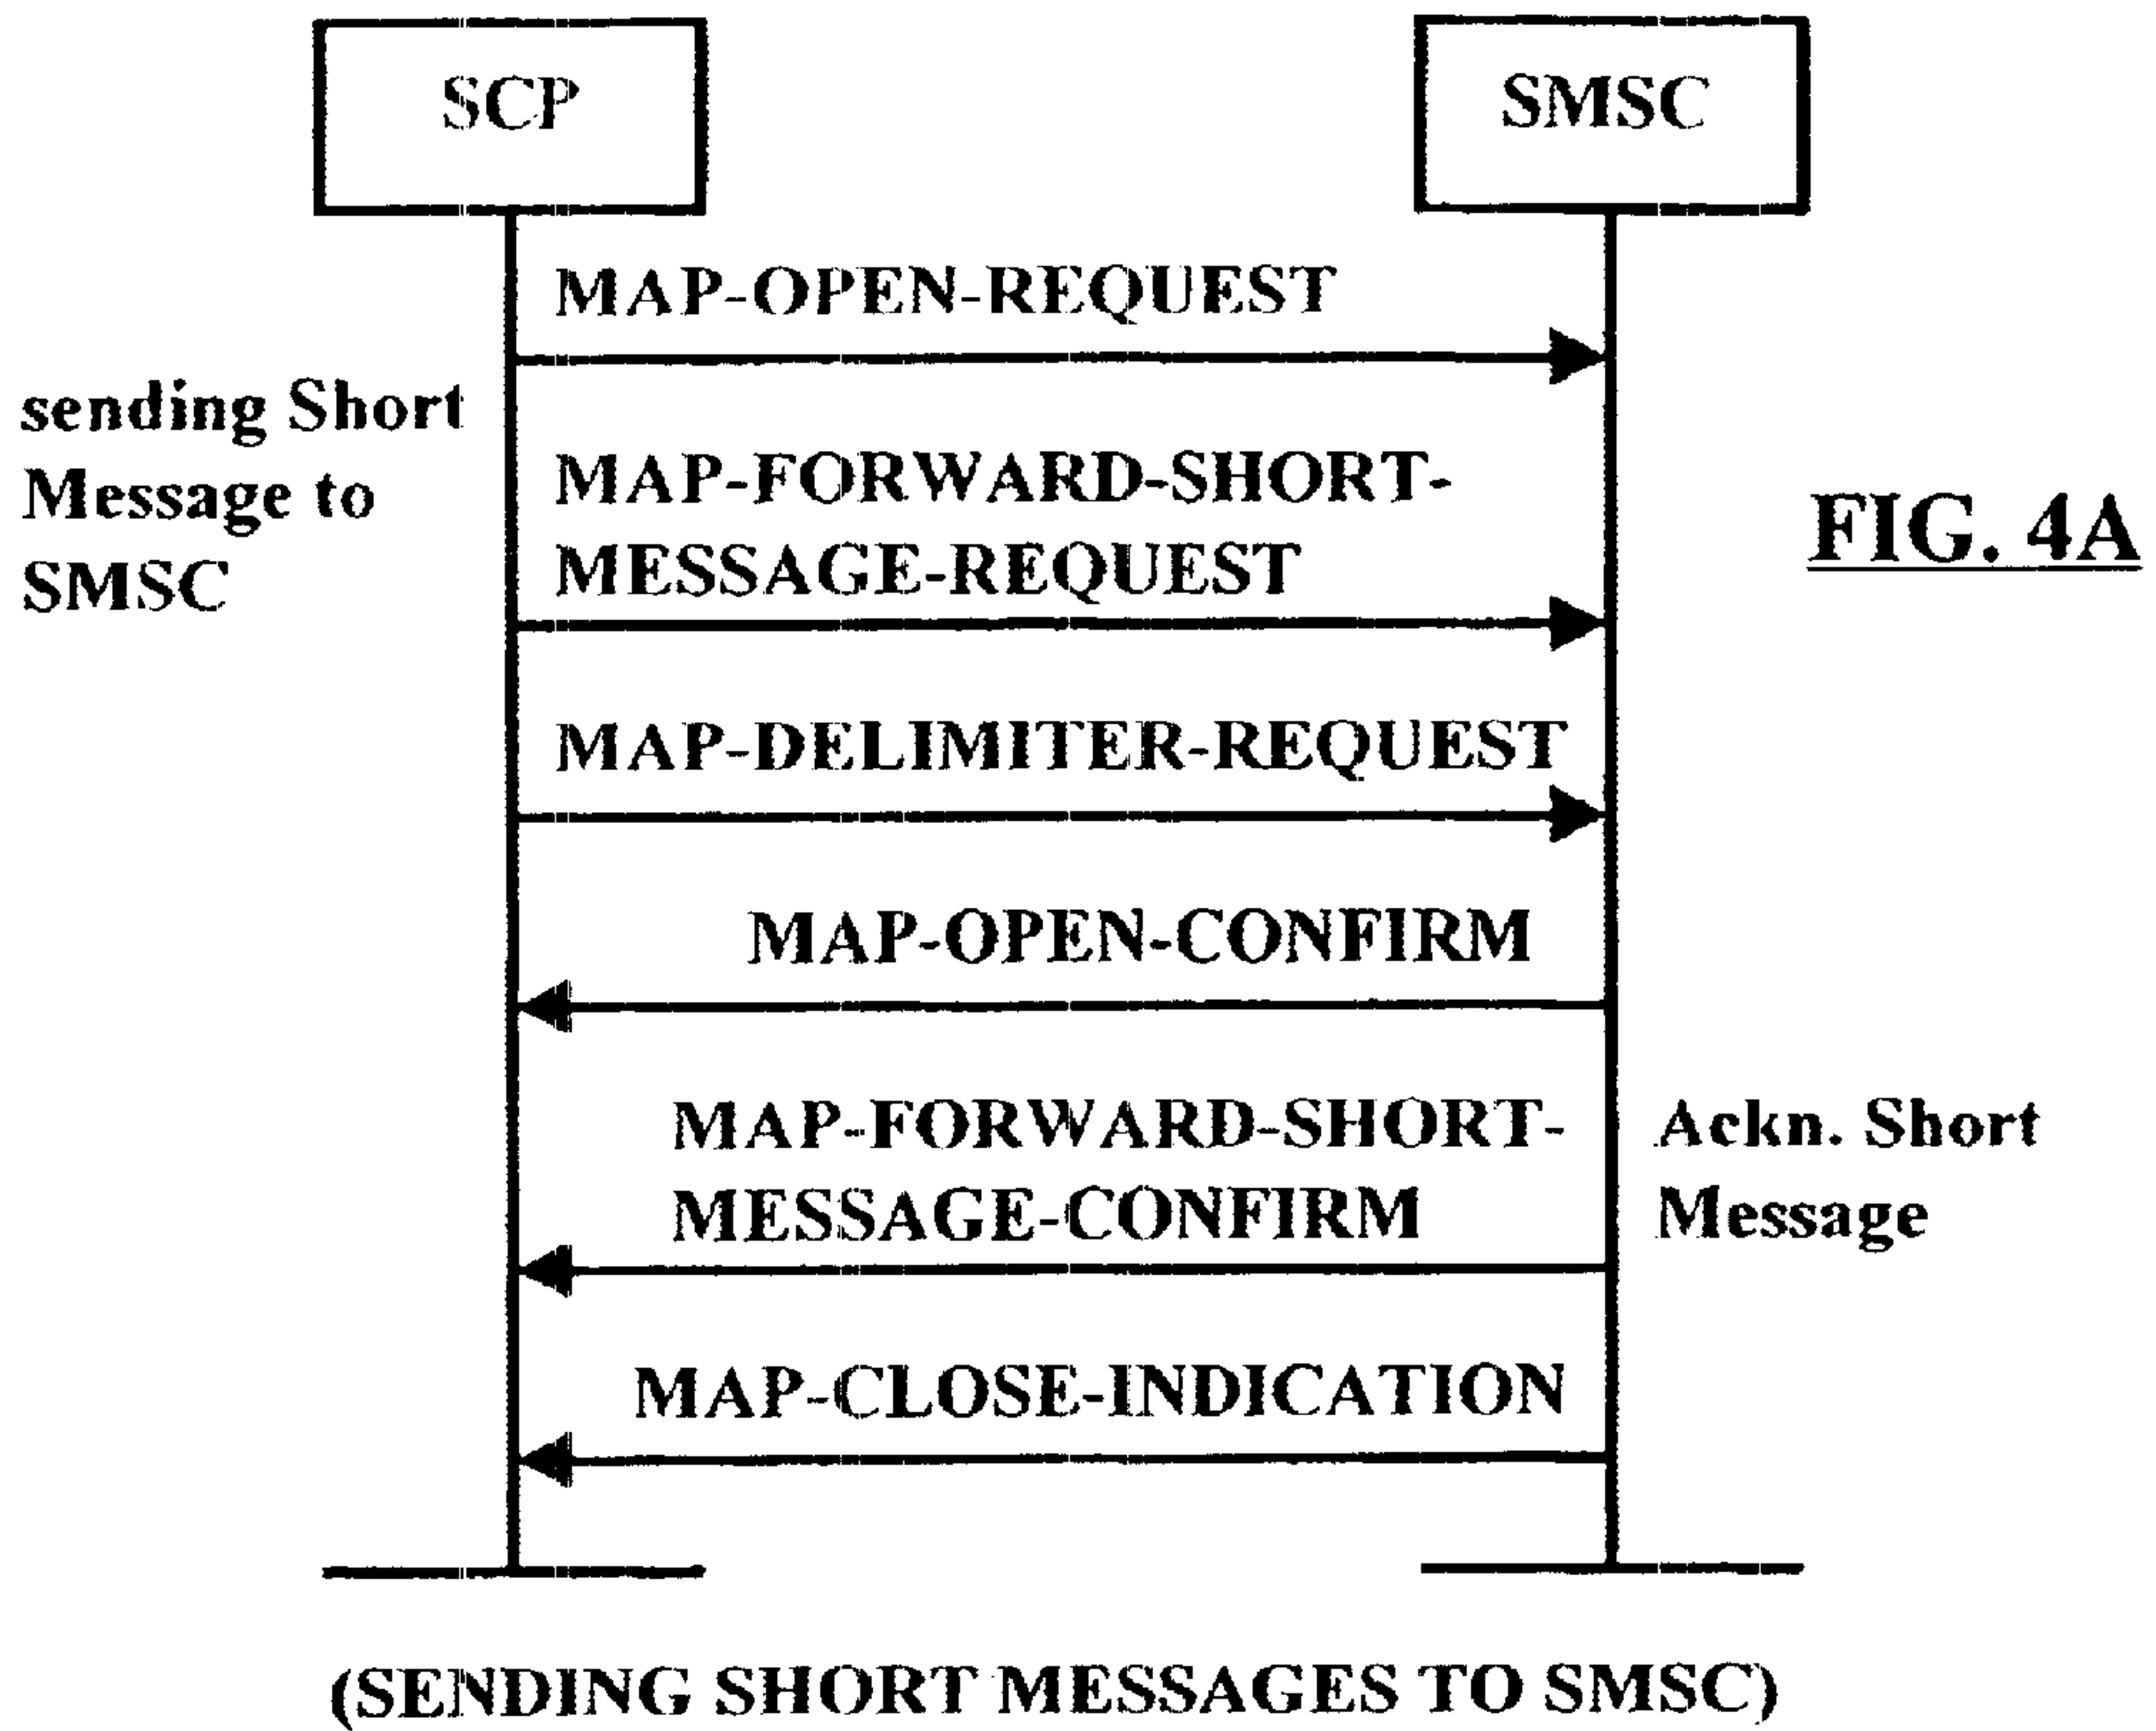 SCP
SMSC
MAP-OPEN-REQUEST
sending Short
Message to
SMSC
MAP-FORWARD-SHORT-
MESSAGE-REQUEST
FIG. 4A
MAP-DELIMITER-REQUEST
MAP-OPEN-CONFIRM
MAP-FORWARD-SHORT-
MESSAGE-CONFIRM
Ackn. Short
Message
MAP-CLOSE-INDICATION
(SENDING SHORT MESSAGES TO SMSC)